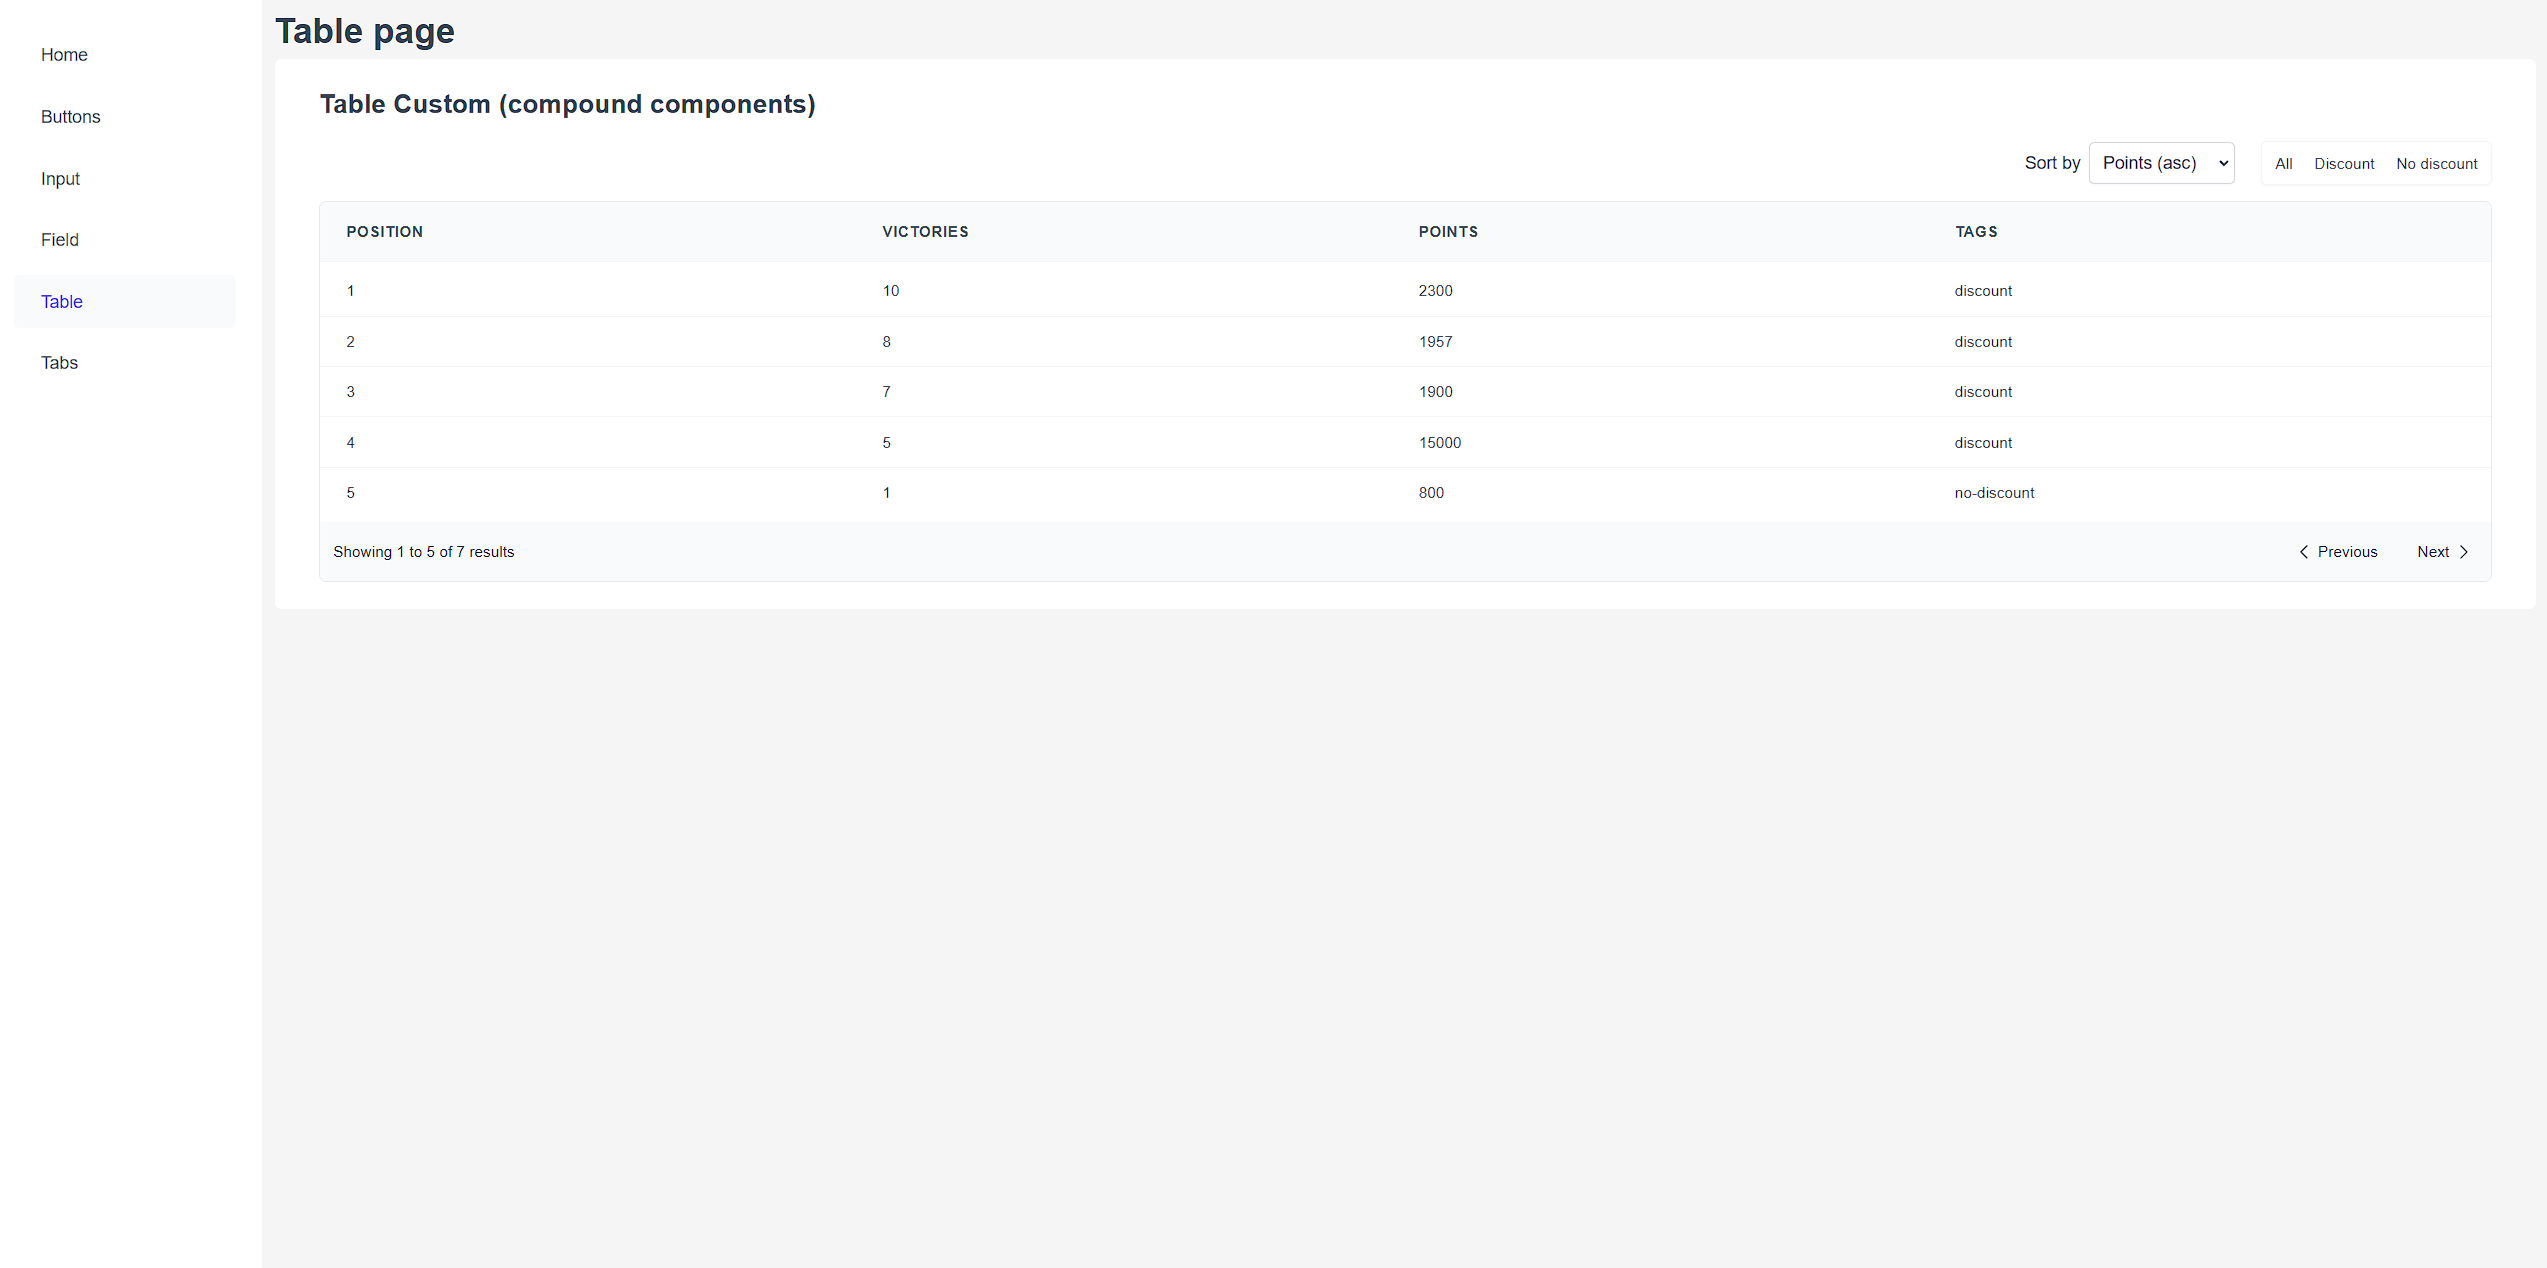 Home
Buttons
Input
Field
Table
Tabs
Table page
Table Custom (compound components)
Sort by Points (asc) All Discount No discount
POSITION VICTORIES POINTS TAGS
1 10 2300 discount
2 8 1957 discount
3 7 1900 discount
4 5 15000 discount
5 1 800 no-discount
Showing 1 to 5 of 7 results Previous Next